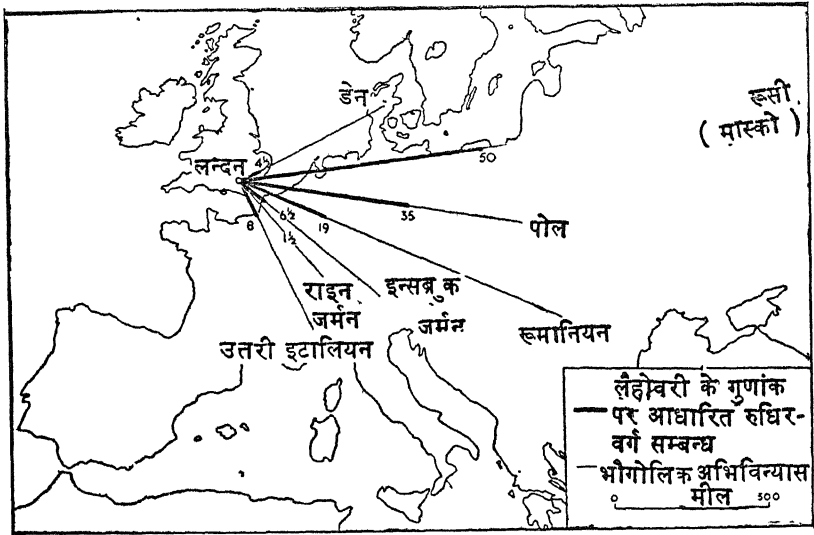 रूसी
( मास्को )
डेन
लन्दन
4½
50
8
6½
19
35
1½
पोल
राइन
जर्मन
इन्सब्रुक
जर्मन
रूमानियन
उत्तरी इटालियन
लैहोवरी के गुणांक
पर आधारित रुधिर-
वर्ग सम्बन्ध
भौगोलिक अभिविन्यास
मील
0 500